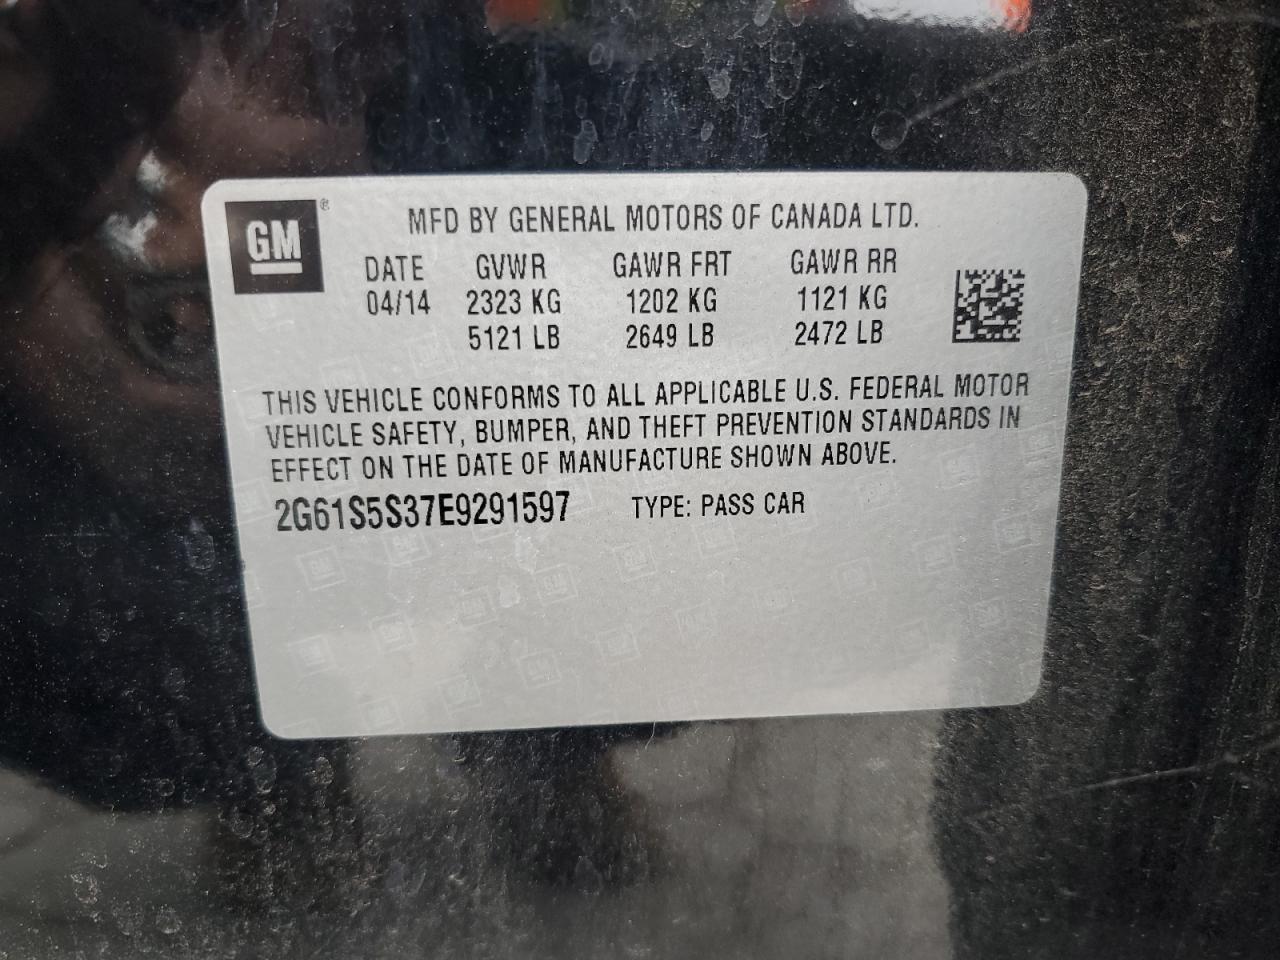 GM ®
MFD BY GENERAL MOTORS OF CANADA LTD.
DATE GVWR GAWR FRT GAWR RR
04/14 2323 KG 1202 KG 1121 KG
5121 LB 2649 LB 2472 LB
THIS VEHICLE CONFORMS TO ALL APPLICABLE U.S. FEDERAL MOTOR
VEHICLE SAFETY, BUMPER, AND THEFT PREVENTION STANDARDS IN
EFFECT ON THE DATE OF MANUFACTURE SHOWN ABOVE.
2G61S5S37E9291597 TYPE: PASS CAR